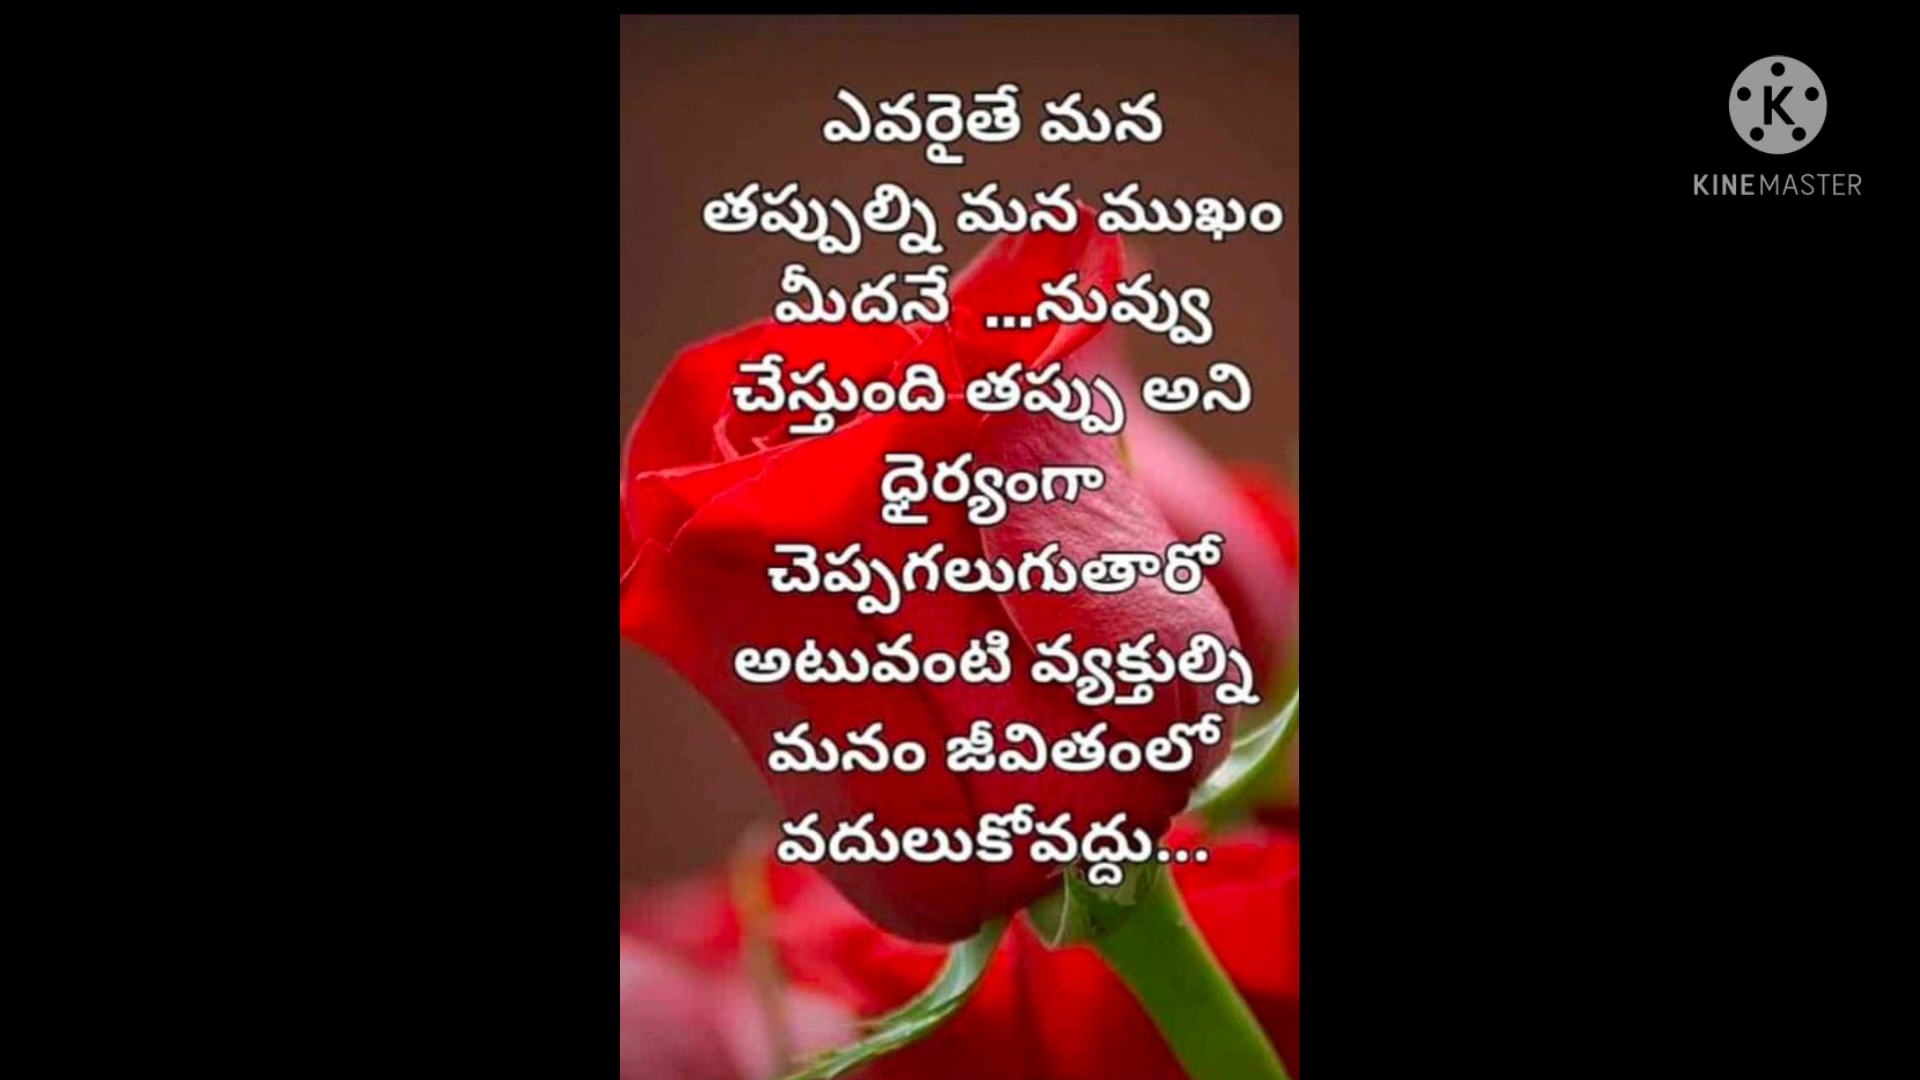 ఎవరైతే మన
తప్పుల్ని మన ముఖం
మీదనే ...నువ్వు
చేస్తుంది తప్పు అని
ధైర్యంగా
చెప్పగలుగుతారో
అటువంటి వ్యక్తుల్ని
మనం జీవితంలో
వదులుకోవద్దు...
K
KINEMASTER